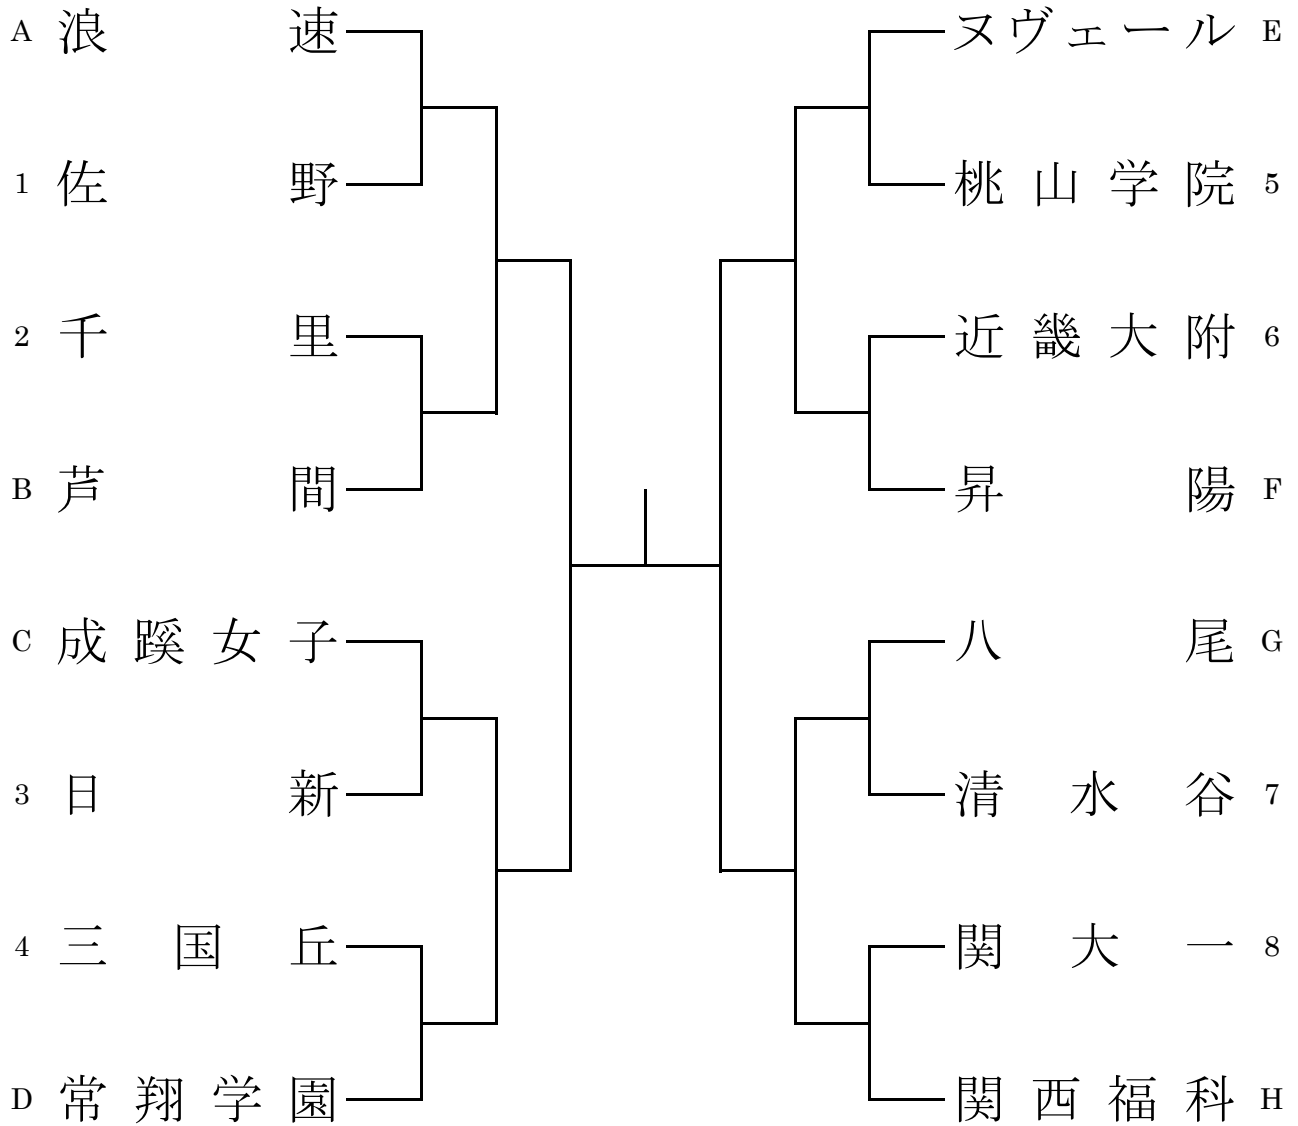 A 浪速
1 佐野
2 千里
B 芦間
C 成蹊女子
3 日新
4 三国丘
D 常翔学園
ヌヴェール E
桃山学院 5
近畿大附 6
昇陽 F
八尾 G
清水谷 7
関大一 8
関西福科 H